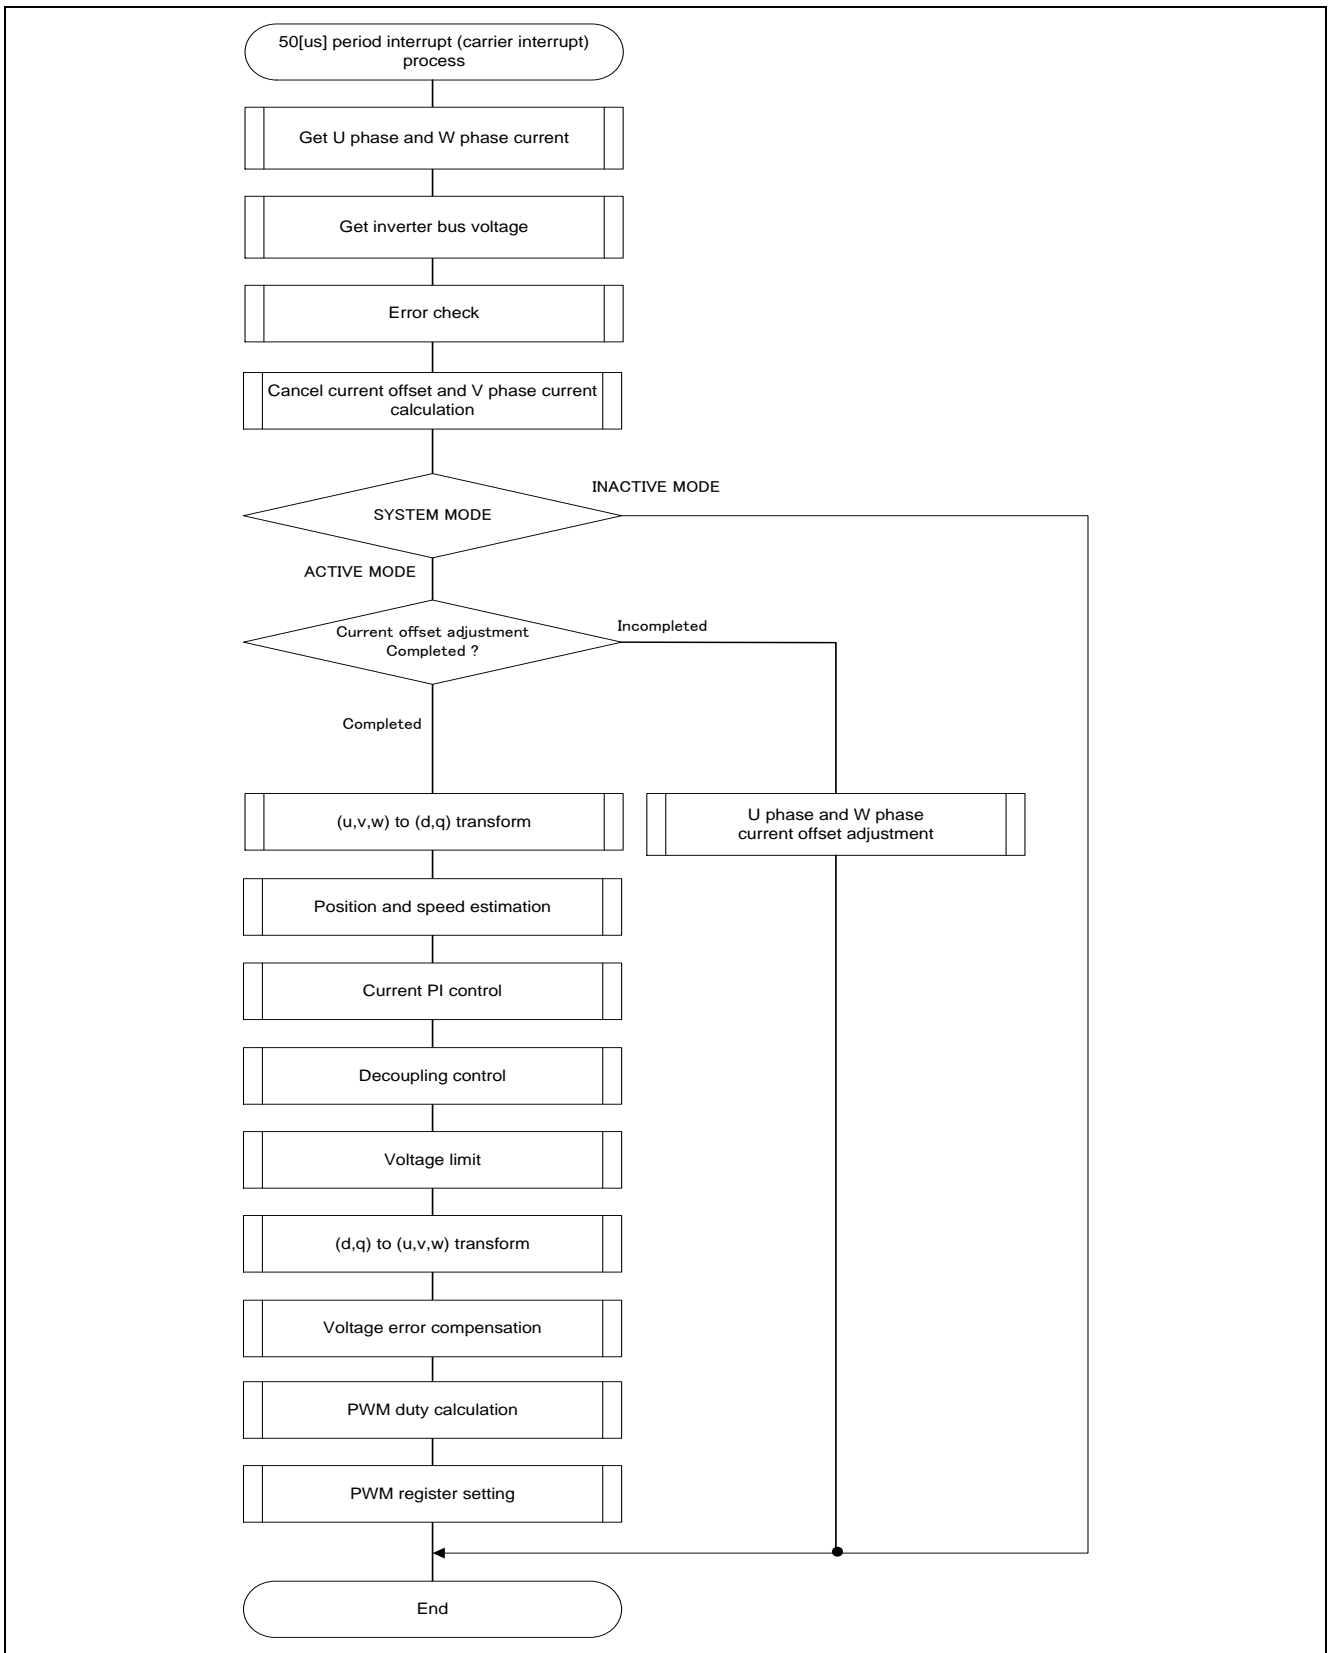 50[us] period interrupt (carrier interrupt)
process
Get U phase and W phase current
Get inverter bus voltage
Error check
Cancel current offset and V phase current
calculation
INACTIVE MODE
SYSTEM MODE
ACTIVE MODE
Incompleted
Current offset adjustment
Completed ?
Completed
(u,v,w) to (d,q) transform
U phase and W phase
current offset adjustment
Position and speed estimation
Current PI control
Decoupling control
Voltage limit
(d,q) to (u,v,w) transform
Voltage error compensation
PWM duty calculation
PWM register setting
End